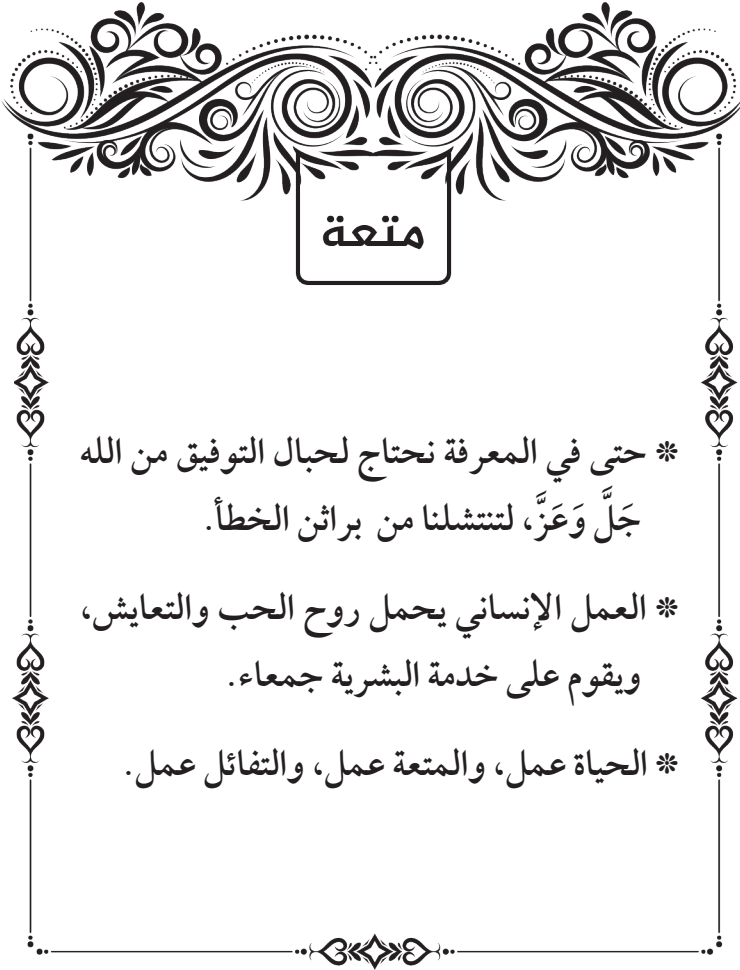 متعة
❊ حتى في المعرفة نحتاج لحبال التوفيق من الله
جَلَّ وَعَزَّ، لتنتشلنا من براثن الخطأ.
❊ العمل الإنساني يحمل روح الحب والتعايش،
ويقوم على خدمة البشرية جمعاء.
❊ الحياة عمل، والمتعة عمل، والتفائل عمل.